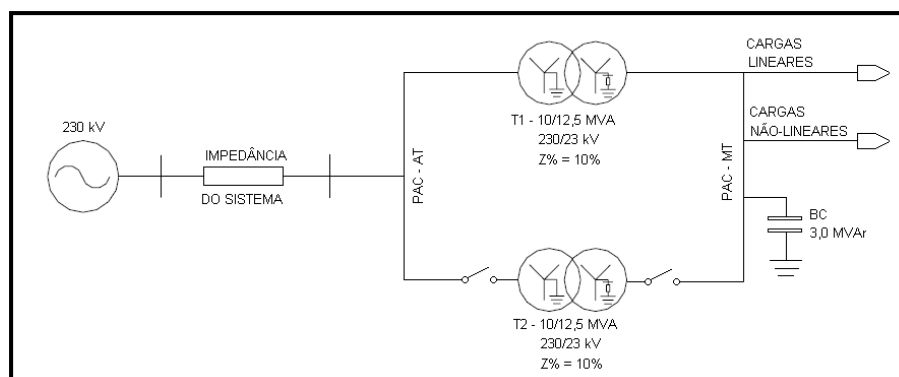 230 kV
IMPEDÂNCIA
DO SISTEMA
PAC - AT
T1 - 10/12,5 MVA
230/23 kV
Z% = 10%
PAC - MT
CARGAS
LINEARES
CARGAS
NÃO-LINEARES
BC
3,0 MVAr
T2 - 10/12,5 MVA
230/23 kV
Z% = 10%